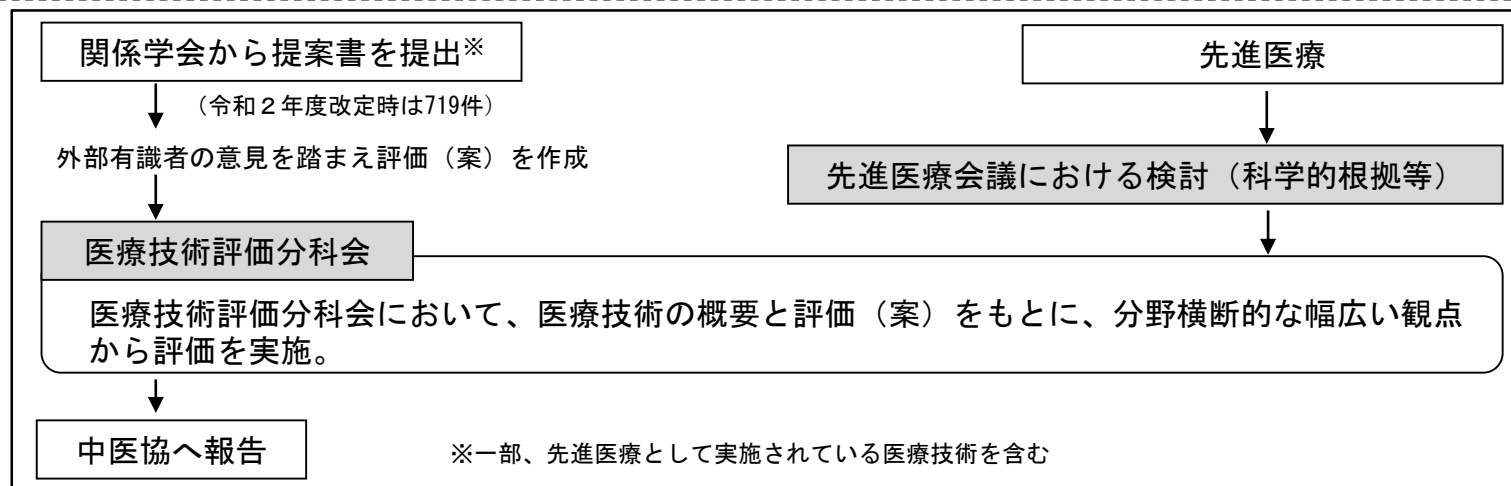 関係学会から提案書を提出※
(令和2年度改定時は719件)
外部有識者の意見を踏まえ評価(案)を作成
先進医療
先進医療会議における検討(科学的根拠等)
医療技術評価分科会
医療技術評価分科会において、医療技術の概要と評価(案)をもとに、分野横断的な幅広い観点
から評価を実施。
中医協へ報告
※一部、先進医療として実施されている医療技術を含む